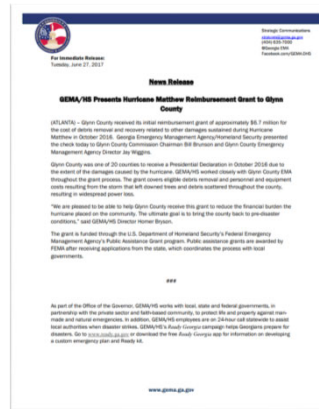 Strategic Communications
(404) 635-7000
@Georgia EMA
Facebook.com/GEMA.OHS
For Immediate Release:
Tuesday, June 27, 2017
News Release
GEMA/HS Presents Hurricane Matthew Reimbursement Grant to Glynn
County
(ATLANTA) – Glynn County received its initial reimbursement grant of approximately $6.7 million for
the cost of debris removal and recovery related to other damages sustained during Hurricane
Matthew in October 2016. Georgia Emergency Management Agency/Homeland Security presented
the check today to Glynn County Commission Chairman Bill Brunson and Glynn County Emergency
Management Agency Director Jay Wiggins.
Glynn County was one of 20 counties to receive a Presidential Declaration in October 2016 due to
the extent of the damages caused by the hurricane. GEMA/HS worked closely with Glynn County EMA
throughout the grant process. The grant covers eligible debris removal and personnel and equipment
costs resulting from the storm that left downed trees and debris scattered throughout the county,
resulting in widespread power loss.
"We are pleased to be able to help Glynn County receive this grant to reduce the financial burden the
hurricane placed on the community. The ultimate goal is to bring the county back to pre-disaster
conditions," said GEMA/HS Director Homer Bryson.
The grant is funded through the U.S. Department of Homeland Security's Federal Emergency
Management Agency's Public Assistance Grant program. Public assistance grants are awarded by
FEMA after receiving applications from the state, which coordinates the process with local
governments.
###
As part of the Office of the Governor, GEMA/HS works with local, state and federal governments, in
partnership with the private sector and faith-based community, to protect life and property against man-
made and natural emergencies. In addition, GEMA/HS employees are on 24-hour call statewide to assist
local authorities when disaster strikes. GEMA/HS's Ready Georgia campaign helps Georgians prepare for
disasters. Go to www.ready.ga.gov or download the free Ready Georgia app for information on developing
a custom emergency plan and Ready kit.
www.gema.ga.gov